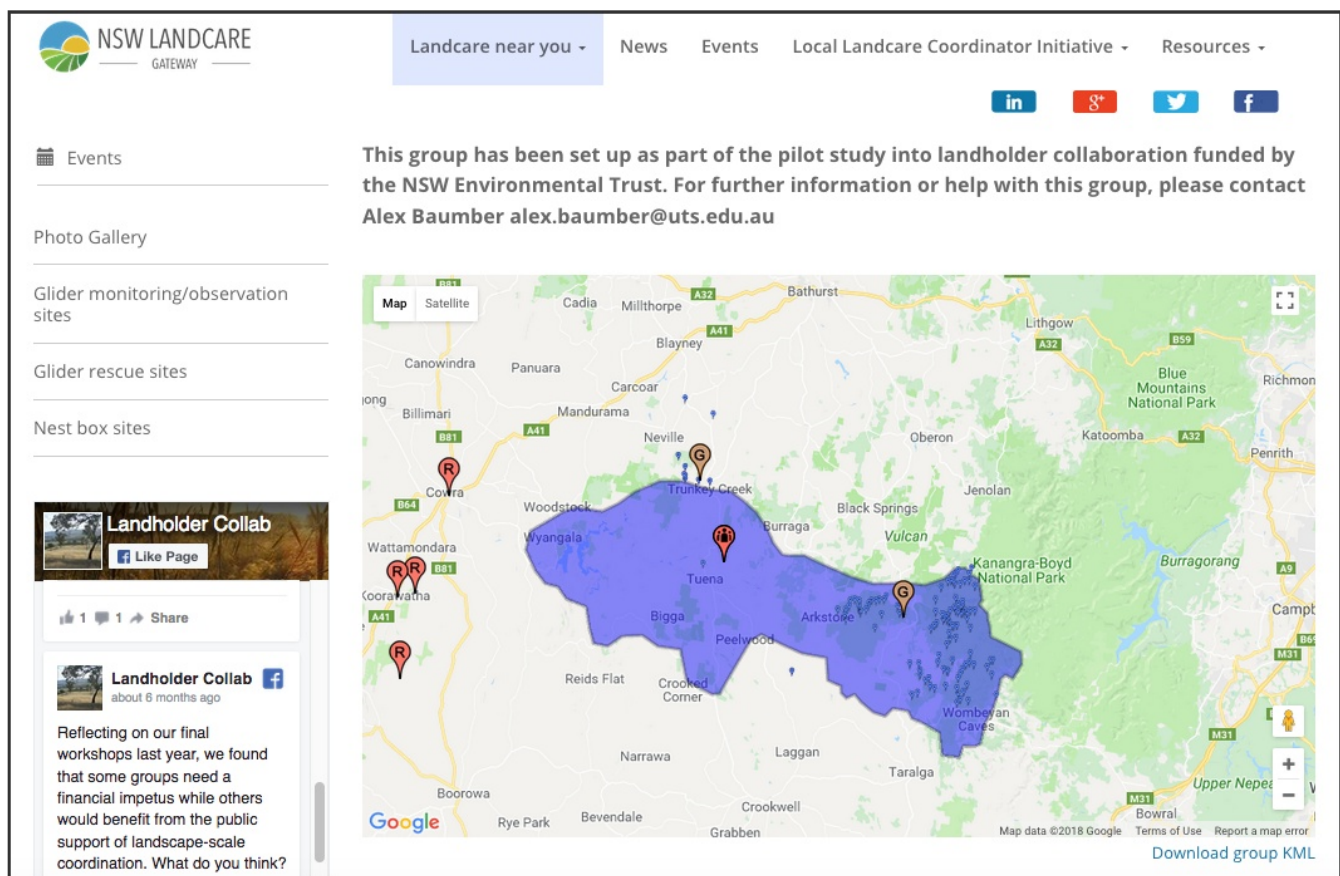 NSW LANDCARE
GATEWAY
Landcare near you
News
Events
Local Landcare Coordinator Initiative
Resources
in
g+
f
Events
Photo Gallery
Glider monitoring/observation
sites
Glider rescue sites
Nest box sites
This group has been set up as part of the pilot study into landholder collaboration funded by
the NSW Environmental Trust. For further information or help with this group, please contact
Alex Baumber alex.baumber@uts.edu.au
Landholder Collab
f Like Page
1 1 Share
Landholder Collab
about 6 months ago
Reflecting on our final
workshops last year, we found
that some groups need a
financial impetus while others
would benefit from the public
support of landscape-scale
coordination. What do you think?
Map Satellite
B81
Cadia
Millthorpe
A32
Bathurst
Lithgow
A32
B59
A41
Blayney
Canowindra
Panuara
Blue
Mountains
National Park
Richmon
Carcoar
ong
Billimari
Mandurama
A41
B81
Neville
Oberon
Katoomba
A32
Penrith
R
G
Cowra
Trunkey Creek
Jenolan
B64
Woodstock
Black Springs
Burraga
Vulcan
Wyangala
Wattamondara
B81
Kanangra-Boyd
National Park
Burragorang
A9
R R
Tuena
Koorawatha
G
A41
Bigga
Arkstone
Campb
Peelwood
B69
M31
R
Reids Flat
Crooked
Corner
Wombeyan
Caves
M31
Narrawa
Laggan
Taralga
Upper Nepea
Boorowa
M31
Crookwell
Bowral
Google
Rye Park
Bevendale
Grabben
Map data ©2018 Google
Terms of Use
Report a map error
Download group KML